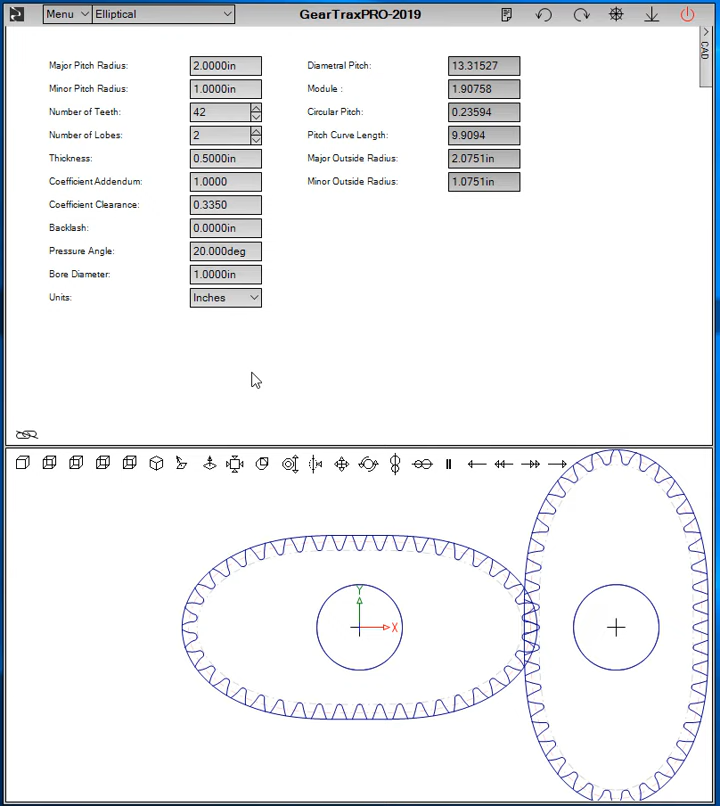 Menu Elliptical GearTraxPRO-2019
CAD
Major Pitch Radius: 2.0000in Diametral Pitch: 13.31527
Minor Pitch Radius: 1.0000in Module : 1.90758
Number of Teeth: 42 Circular Pitch: 0.23594
Number of Lobes: 2 Pitch Curve Length: 9.9094
Thickness: 0.5000in Major Outside Radius: 2.0751in
Coefficient Addendum: 1.0000 Minor Outside Radius: 1.0751in
Coefficient Clearance: 0.3350
Backlash: 0.0000in
Pressure Angle: 20.000deg
Bore Diameter: 1.0000in
Units: Inches
Y
X